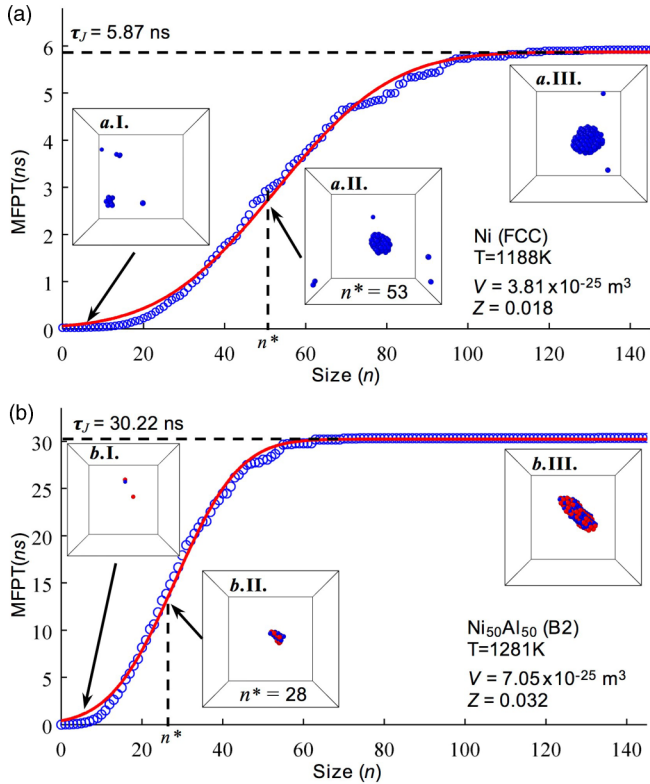 (a)
τJ = 5.87 ns
6
5
4
3
2
1
0
MFPT(ns)
a.I.
a.II.
n* = 53
a.III.
Ni (FCC)
T=1188K
V = 3.81x10-25 m3
Z = 0.018
0 20 40 n* 60 80 100 120 140
Size (n)
(b)
τJ = 30.22 ns
30
25
20
15
10
5
0
MFPT(ns)
b.I.
b.II.
n* = 28
b.III.
Ni50Al50 (B2)
T=1281K
V = 7.05x10-25 m3
Z = 0.032
0 20 n* 40 60 80 100 120 140
Size (n)